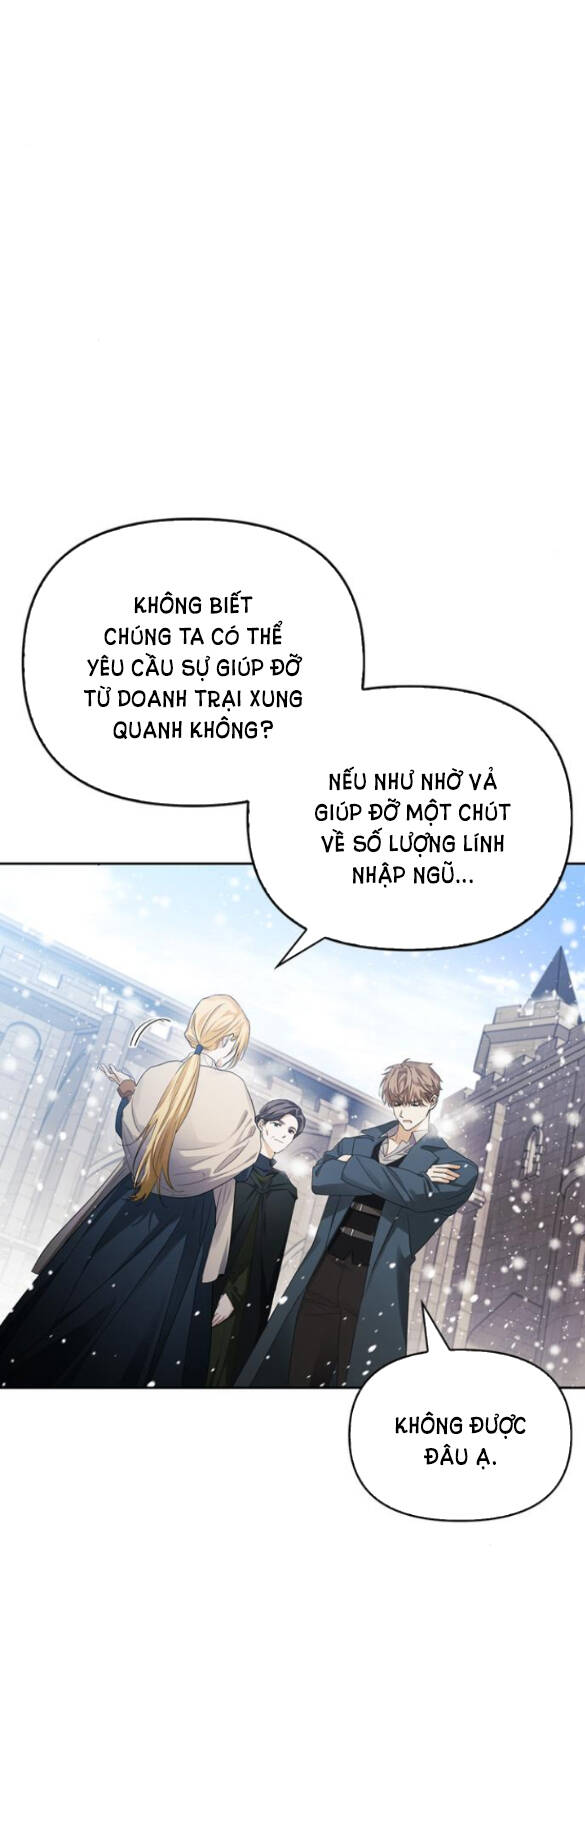 KHÔNG BIẾT
CHÚNG TA CÓ THỂ
YÊU CẦU SỰ GIÚP ĐỠ
TỪ DOANH TRẠI XUNG
QUANH KHÔNG?
NẾU NHƯ NHỜ VẢ
GIÚP ĐỠ MỘT CHÚT
VỀ SỐ LƯỢNG LÍNH
NHẬP NGŨ...
KHÔNG ĐƯỢC
ĐÂU Ạ.